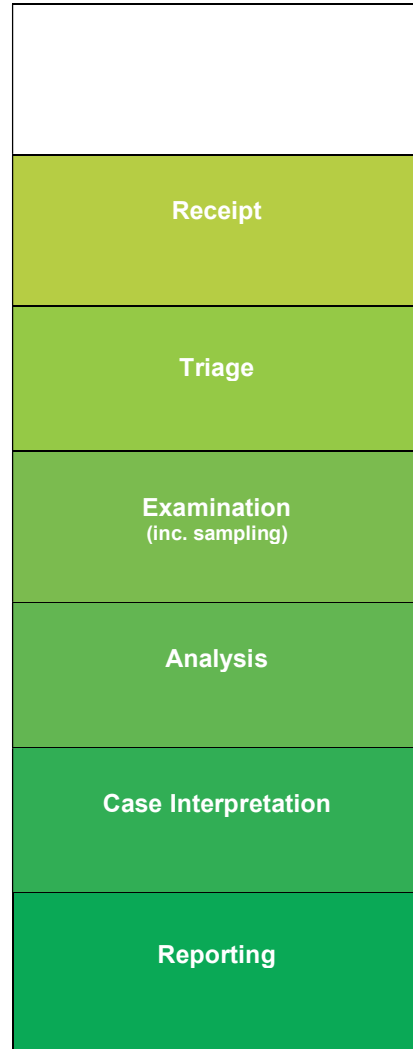 Receipt
Triage
Examination
(inc. sampling)
Analysis
Case Interpretation
Reporting